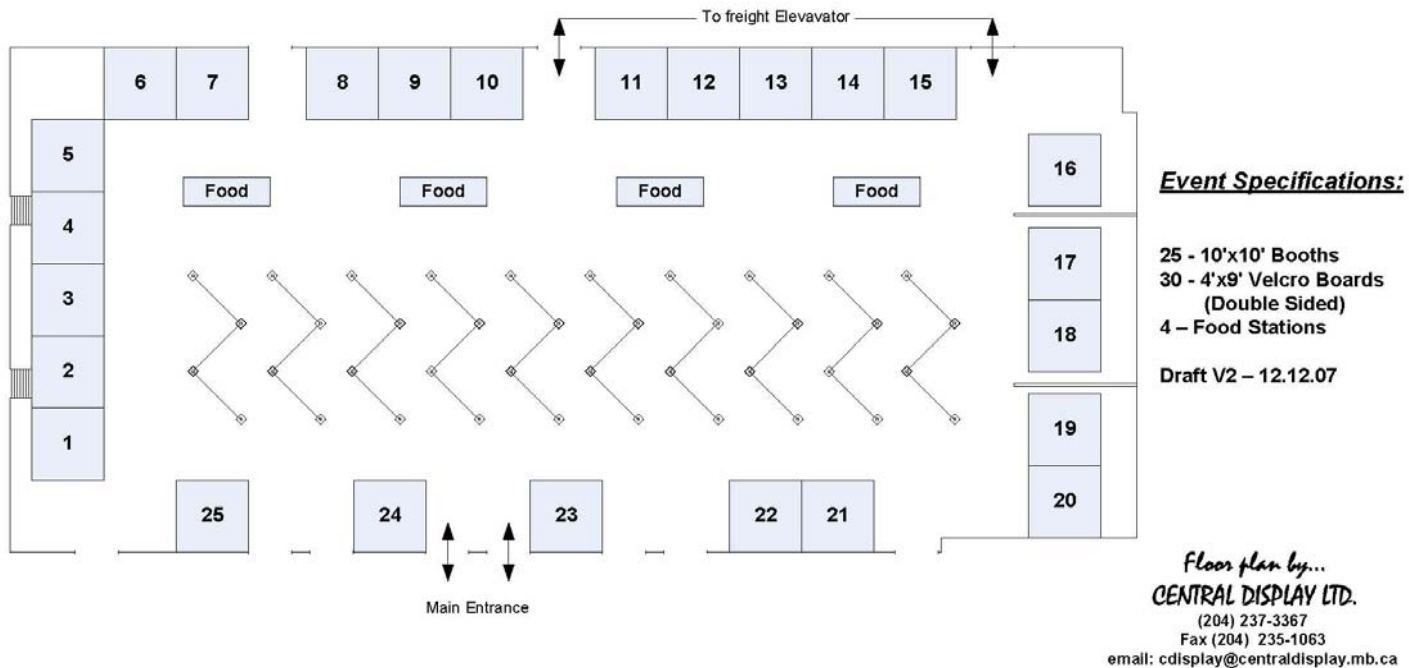 To freight Elevavator
6 7 8 9 10 11 12 13 14 15
5
4
3
2
1
Food Food Food Food
16
17
18
19
20
25 24 23 22 21
Main Entrance
Event Specifications:
25 - 10'x10' Booths
30 - 4'x9' Velcro Boards
(Double Sided)
4 – Food Stations
Draft V2 – 12.12.07
Floor plan by...
CENTRAL DISPLAY LTD.
(204) 237-3367
Fax (204) 235-1063
email: cdisplay@centraldisplay.mb.ca